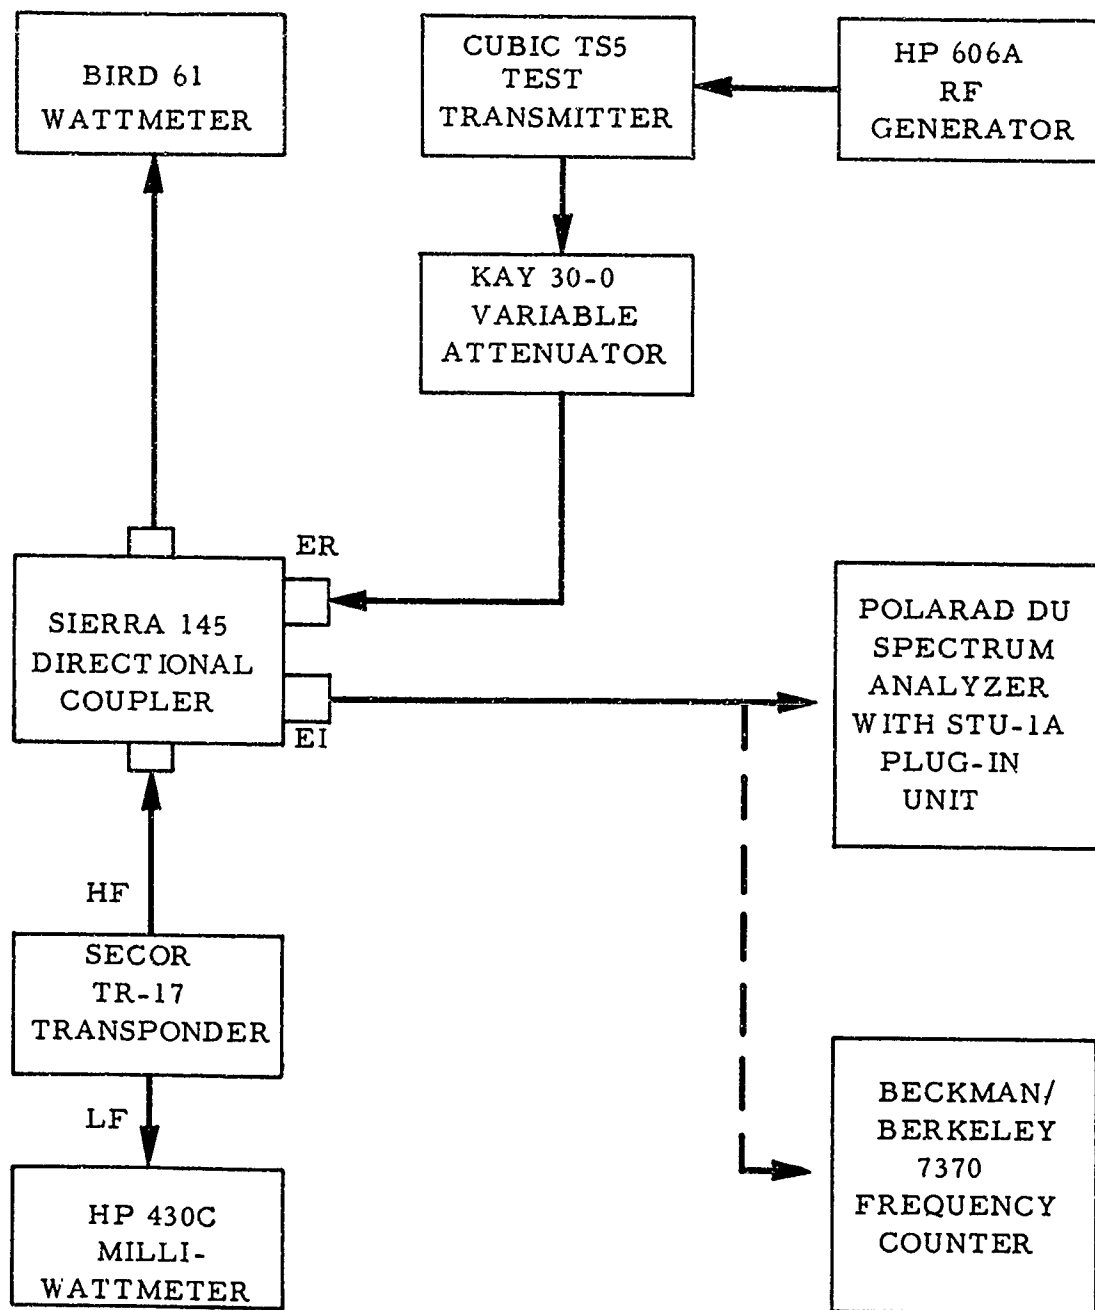 BIRD 61
WATTMETER
CUBIC TS5
TEST
TRANSMITTER
HP 606A
RF
GENERATOR
KAY 30-0
VARIABLE
ATTENUATOR
ER
SIERRA 145
DIRECTIONAL
COUPLER
EI
POLARAD DU
SPECTRUM
ANALYZER
WITH STU-1A
PLUG-IN
UNIT
HF
SECOR
TR-17
TRANSPONDER
LF
HP 430C
MILLI-
WATTMETER
BECKMAN/
BERKELEY
7370
FREQUENCY
COUNTER